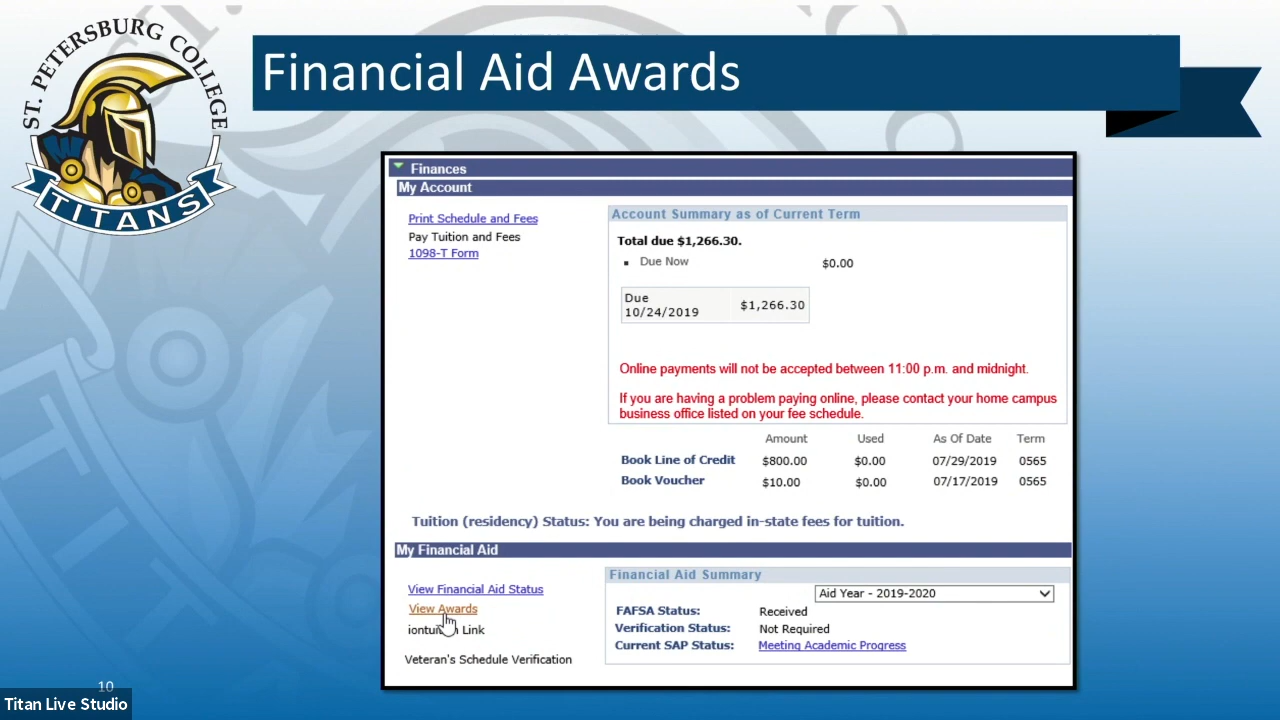 ST. PETERSBURG COLLEGE
TITANS
Financial Aid Awards
Finances
My Account
Print Schedule and Fees
Pay Tuition and Fees
1098-T Form
Account Summary as of Current Term
Total due $1,266.30.
Due Now $0.00
Due
10/24/2019 $1,266.30
Online payments will not be accepted between 11:00 p.m. and midnight.
If you are having a problem paying online, please contact your home campus
business office listed on your fee schedule.
Amount Used As Of Date Term
Book Line of Credit $800.00 $0.00 07/29/2019 0565
Book Voucher $10.00 $0.00 07/17/2019 0565
Tuition (residency) Status: You are being charged in-state fees for tuition.
My Financial Aid
View Financial Aid Status
View Awards
Link
Veteran's Schedule Verification
Financial Aid Summary
Aid Year - 2019-2020
FAFSA Status: Received
Verification Status: Not Required
Current SAP Status: Meeting Academic Progress
10
Titan Live Studio